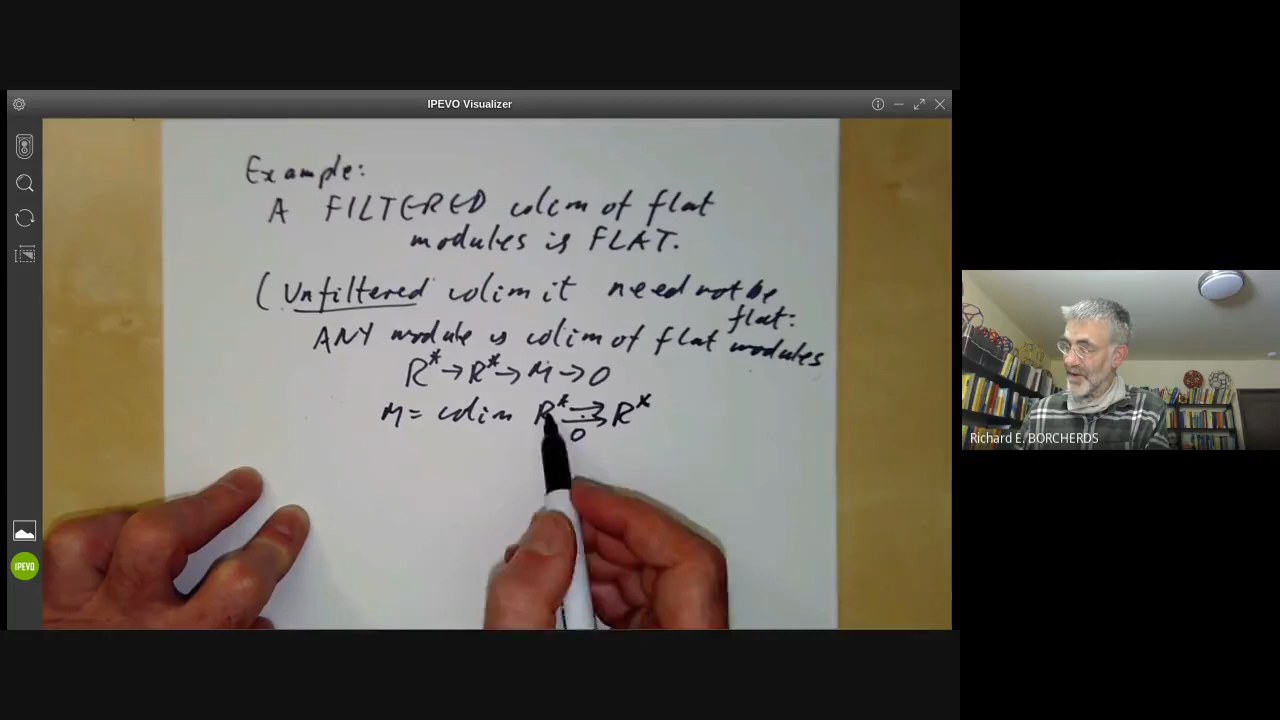 IPEVO Visualizer
Example:
A FILTERED colim of flat
modules is FLAT.
(Unfiltered colimit need not be
flat:
ANY module is colim of flat modules
R* → R* → M → 0
M = colim R* ⇉ R*
0
Richard E. BORCHERDS
IPEVO